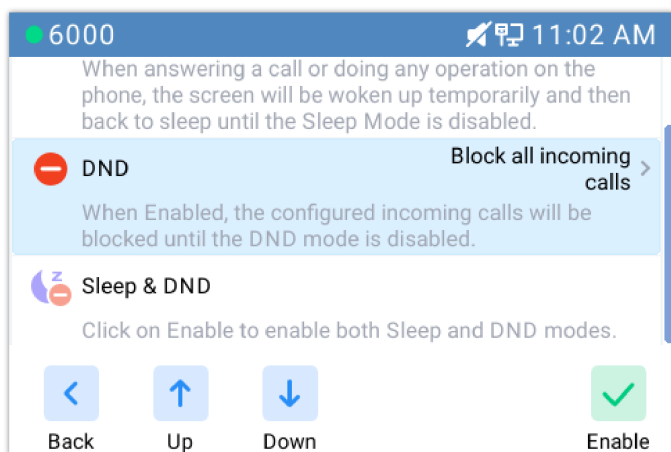 6000 11:02 AM
When answering a call or doing any operation on the
phone, the screen will be woken up temporarily and then
back to sleep until the Sleep Mode is disabled.
DND
Block all incoming
calls
When Enabled, the configured incoming calls will be
blocked until the DND mode is disabled.
z
Sleep & DND
Click on Enable to enable both Sleep and DND modes.
Back Up Down Enable